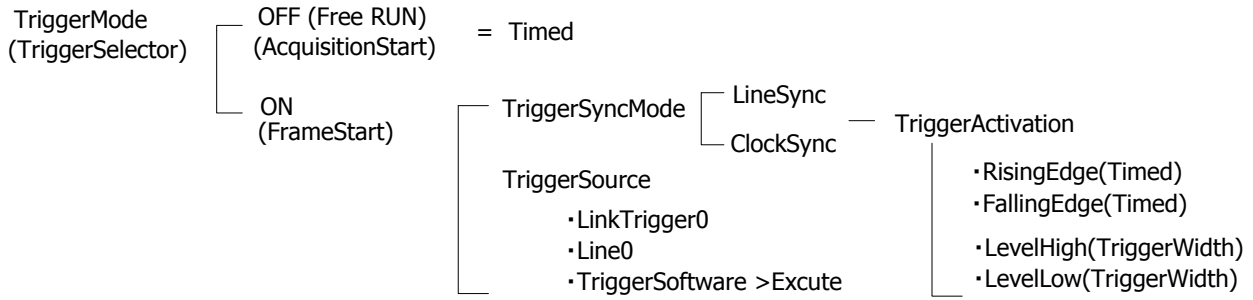 TriggerMode
(TriggerSelector)
OFF (Free RUN)
(AcquisitionStart)
= Timed
ON
(FrameStart)
TriggerSyncMode
LineSync
ClockSync
TriggerActivation
・RisingEdge(Timed)
・FallingEdge(Timed)
・LevelHigh(TriggerWidth)
・LevelLow(TriggerWidth)
TriggerSource
・LinkTrigger0
・Line0
・TriggerSoftware >Excute